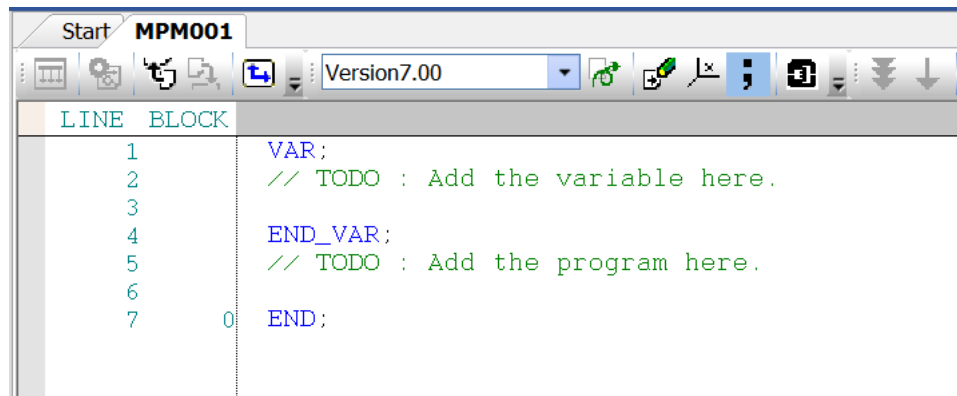 Start MPM001
Version7.00
LINE BLOCK
1 VAR;
2 // TODO : Add the variable here.
3
4 END_VAR;
5 // TODO : Add the program here.
6
7 0 END;